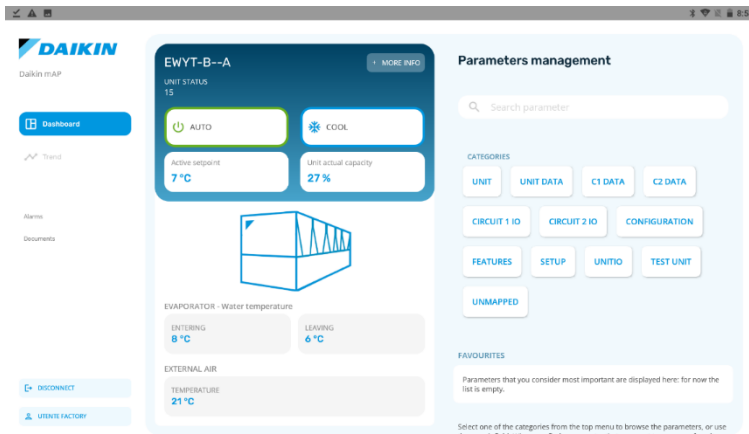 8:5
DAIKIN
Daikin mAP
Dashboard
Trend
Alarms
Documents
DISCONNECT
UTENTE FACTORY
EWYT-B--A
MORE INFO
UNIT STATUS
15
AUTO
COOL
Active setpoint
7 °C
Unit actual capacity
27 %
EVAPORATOR - Water temperature
ENTERING
8 °C
LEAVING
6 °C
EXTERNAL AIR
TEMPERATURE
21 °C
Parameters management
Search parameter
CATEGORIES
UNIT
UNIT DATA
C1 DATA
C2 DATA
CIRCUIT 1 IO
CIRCUIT 2 IO
CONFIGURATION
FEATURES
SETUP
UNITIO
TEST UNIT
UNMAPPED
FAVOURITES
Parameters that you consider most important are displayed here: for now the
list is empty.
Select one of the categories from the top menu to browse the parameters, or use